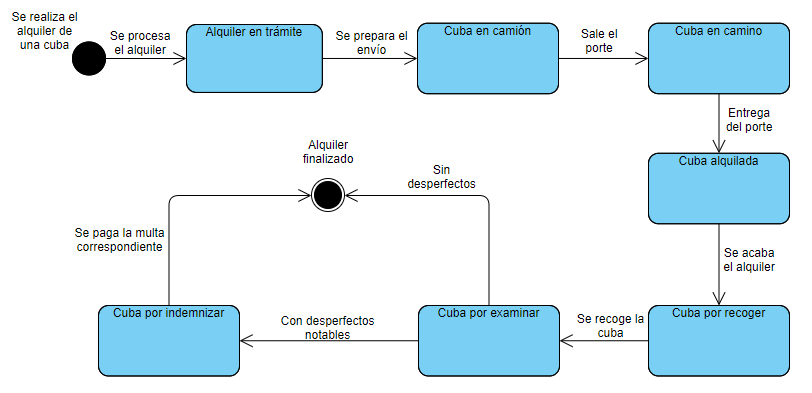 Se realiza el
alquiler de
una cuba
Se procesa
el alquiler
Alquiler en trámite
Se prepara el
envío
Cuba en camión
Sale el
porte
Cuba en camino
Entrega
del porte
Cuba alquilada
Se acaba
el alquiler
Cuba por recoger
Se recoge la
cuba
Cuba por examinar
Sin
desperfectos
Con desperfectos
notables
Cuba por indemnizar
Se paga la multa
correspondiente
Alquiler
finalizado